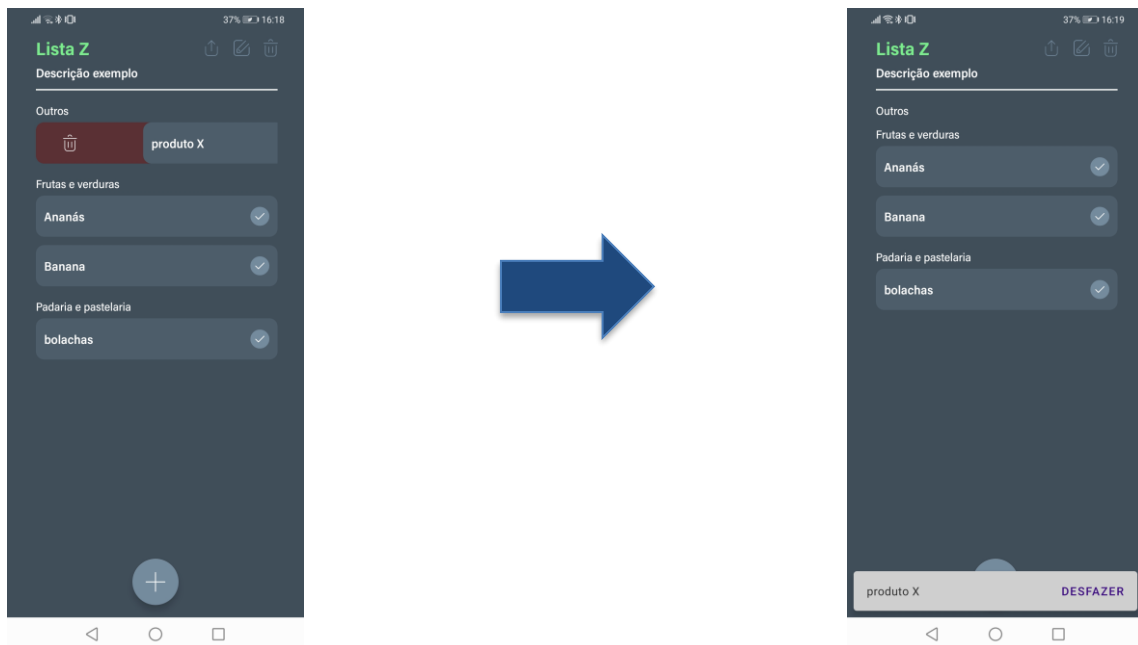 37% 16:18
Lista Z
Descrição exemplo
Outros
produto X
Frutas e verduras
Ananás
Banana
Padaria e pastelaria
bolachas
37% 16:19
Lista Z
Descrição exemplo
Outros
Frutas e verduras
Ananás
Banana
Padaria e pastelaria
bolachas
produto X DESFAZER